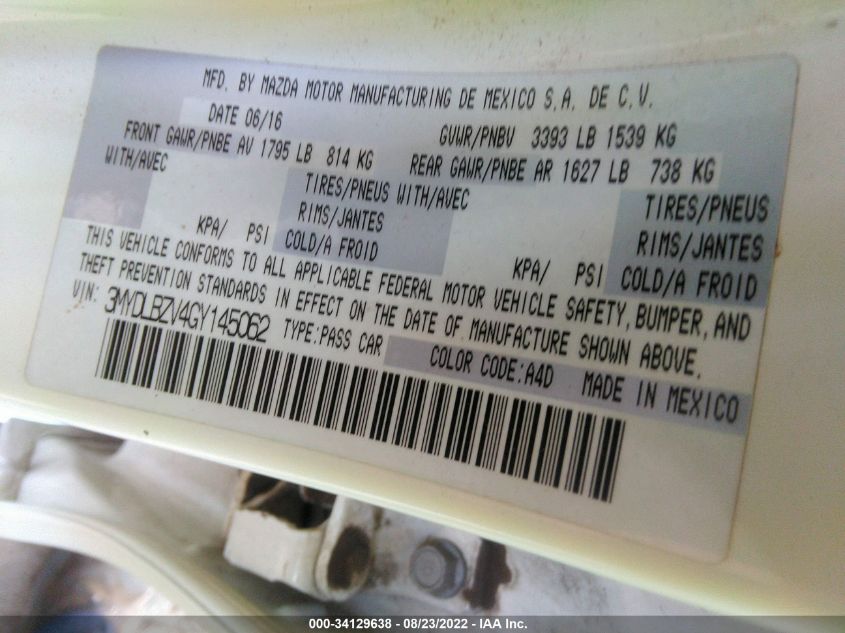 MFD. BY MAZDA MOTOR MANUFACTURING DE MEXICO S.A. DE C.V.
DATE 06/16 GVWR/PNBV 3393 LB 1539 KG
FRONT GAWR/PNBE AV 1795 LB 814 KG REAR GAWR/PNBE AR 1627 LB 738 KG
WITH/AVEC TIRES/PNEUS WITH/AVEC TIRES/PNEUS
RIMS/JANTES RIMS/JANTES
KPA/ PSI COLD/A FROID KPA/ PSI COLD/A FROID
THIS VEHICLE CONFORMS TO ALL APPLICABLE FEDERAL MOTOR VEHICLE SAFETY, BUMPER, AND
THEFT PREVENTION STANDARDS IN EFFECT ON THE DATE OF MANUFACTURE SHOWN ABOVE.
VIN: 3MYDLBZV4GY145062 TYPE:PASS CAR COLOR CODE:A4D MADE IN MEXICO
000-34129638 - 08/23/2022 - IAA Inc.